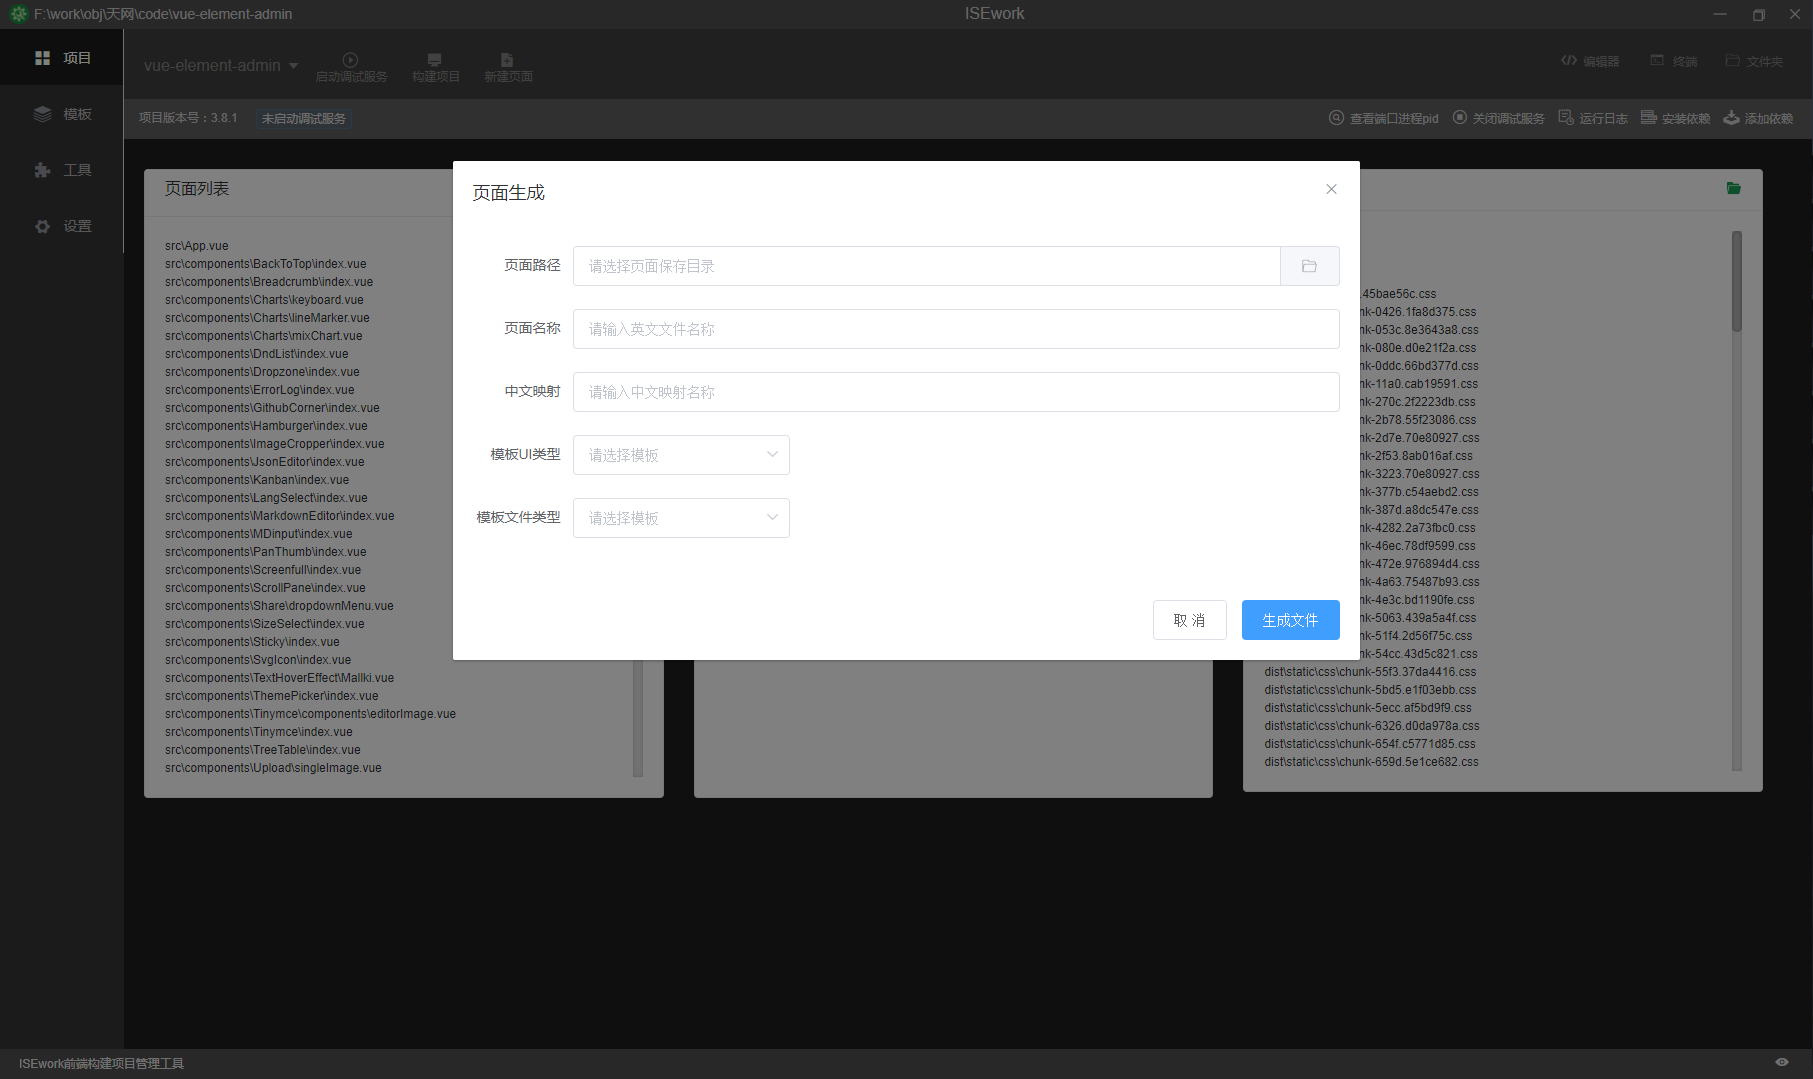 F:\work\obj\天网\code\vue-element-admin
ISEwork
项目
模板
工具
设置
vue-element-admin
启动调试服务
构建项目
新建页面
编辑器
终端
文件夹
项目版本号：3.8.1
未启动调试服务
查看端口进程pid
关闭调试服务
运行日志
安装依赖
添加依赖
页面列表
src\App.vue
src\components\BackToTop\index.vue
src\components\Breadcrumb\index.vue
src\components\Charts\keyboard.vue
src\components\Charts\lineMarker.vue
src\components\Charts\mixChart.vue
src\components\DndList\index.vue
src\components\Dropzone\index.vue
src\components\ErrorLog\index.vue
src\components\GithubCorner\index.vue
src\components\Hamburger\index.vue
src\components\ImageCropper\index.vue
src\components\JsonEditor\index.vue
src\components\Kanban\index.vue
src\components\LangSelect\index.vue
src\components\MarkdownEditor\index.vue
src\components\MDinput\index.vue
src\components\PanThumb\index.vue
src\components\Screenfull\index.vue
src\components\ScrollPane\index.vue
src\components\Share\dropdownMenu.vue
src\components\SizeSelect\index.vue
src\components\Sticky\index.vue
src\components\SvgIcon\index.vue
src\components\TextHoverEffect\Mallki.vue
src\components\ThemePicker\index.vue
src\components\Tinymce\components\editorImage.vue
src\components\Tinymce\index.vue
src\components\TreeTable\index.vue
src\components\Upload\singleImage.vue
页面生成
页面路径
请选择页面保存目录
页面名称
请输入英文文件名称
中文映射
请输入中文映射名称
模板UI类型
请选择模板
模板文件类型
请选择模板
取 消
生成文件
.45bae56c.css
nk-0426.1fa8d375.css
nk-053c.8e3643a8.css
nk-080e.d0e21f2a.css
nk-0ddc.66bd377d.css
nk-11a0.cab19591.css
nk-270c.2f2223db.css
nk-2b78.55f23086.css
nk-2d7e.70e80927.css
nk-2f53.8ab016af.css
nk-3223.70e80927.css
nk-377b.c54aebd2.css
nk-387d.a8dc547e.css
nk-4282.2a73fbc0.css
nk-46ec.78df9599.css
nk-472e.976894d4.css
nk-4a63.75487b93.css
nk-4e3c.bd1190fe.css
nk-5063.439a5a4f.css
nk-51f4.2d56f75c.css
nk-54cc.43d5c821.css
dist\static\css\chunk-55f3.37da4416.css
dist\static\css\chunk-5bd5.e1f03ebb.css
dist\static\css\chunk-5ecc.af5bd9f9.css
dist\static\css\chunk-6326.d0da978a.css
dist\static\css\chunk-654f.c5771d85.css
dist\static\css\chunk-659d.5e1ce682.css
ISEwork前端构建项目管理工具